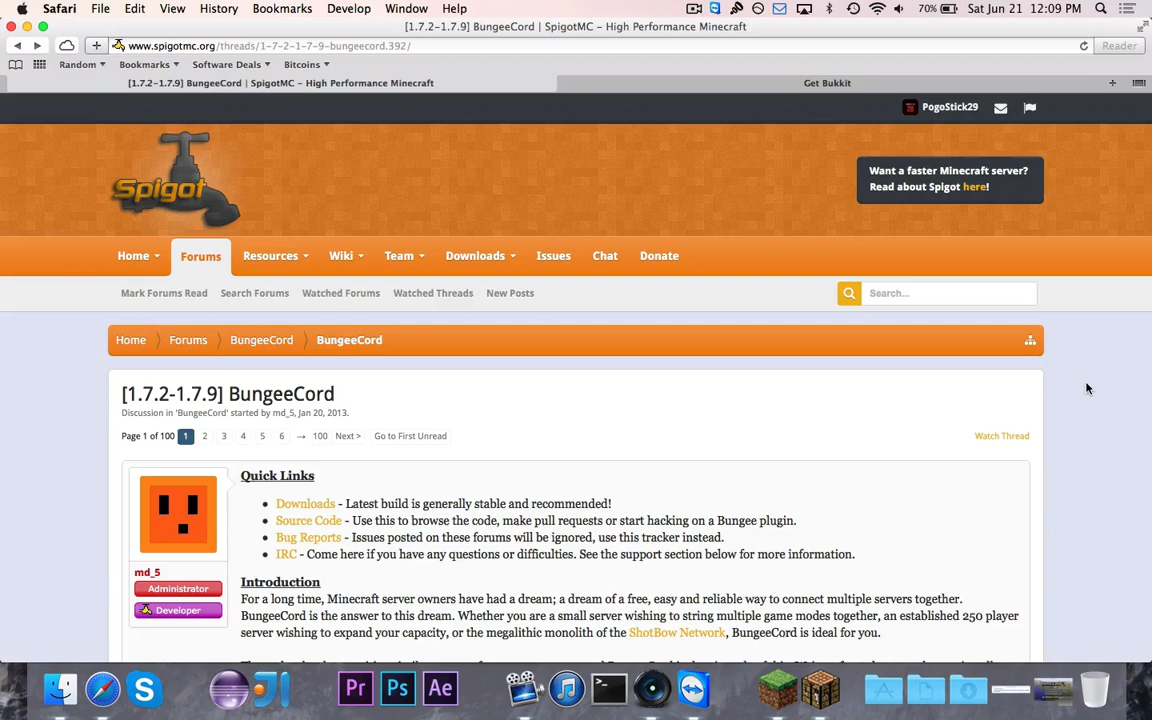 Safari File Edit View History Bookmarks Develop Window Help 70% Sat Jun 21 12:09 PM
[1.7.2-1.7.9] BungeeCord | SpigotMC – High Performance Minecraft
www.spigotmc.org/threads/1-7-2-1-7-9-bungeecord.392/ Reader
Random Bookmarks Software Deals Bitcoins
[1.7.2-1.7.9] BungeeCord | SpigotMC – High Performance Minecraft Get Bukkit
PogoStick29
Spigot
Want a faster Minecraft server?
Read about Spigot here!
Home Forums Resources Wiki Team Downloads Issues Chat Donate
Mark Forums Read Search Forums Watched Forums Watched Threads New Posts Search...
Home Forums BungeeCord BungeeCord
[1.7.2-1.7.9] BungeeCord
Discussion in 'BungeeCord' started by md_5, Jan 20, 2013.
Page 1 of 100 1 2 3 4 5 6 → 100 Next > Go to First Unread Watch Thread
Quick Links
Downloads - Latest build is generally stable and recommended!
Source Code - Use this to browse the code, make pull requests or start hacking on a Bungee plugin.
Bug Reports - Issues posted on these forums will be ignored, use this tracker instead.
IRC - Come here if you have any questions or difficulties. See the support section below for more information.
md_5
Administrator
Developer
Introduction
For a long time, Minecraft server owners have had a dream; a dream of a free, easy and reliable way to connect multiple servers together.
BungeeCord is the answer to this dream. Whether you are a small server wishing to string multiple game modes together, an established 250 player
server wishing to expand your capacity, or the megalithic monolith of the ShotBow Network, BungeeCord is ideal for you.
Pr Ps Ae